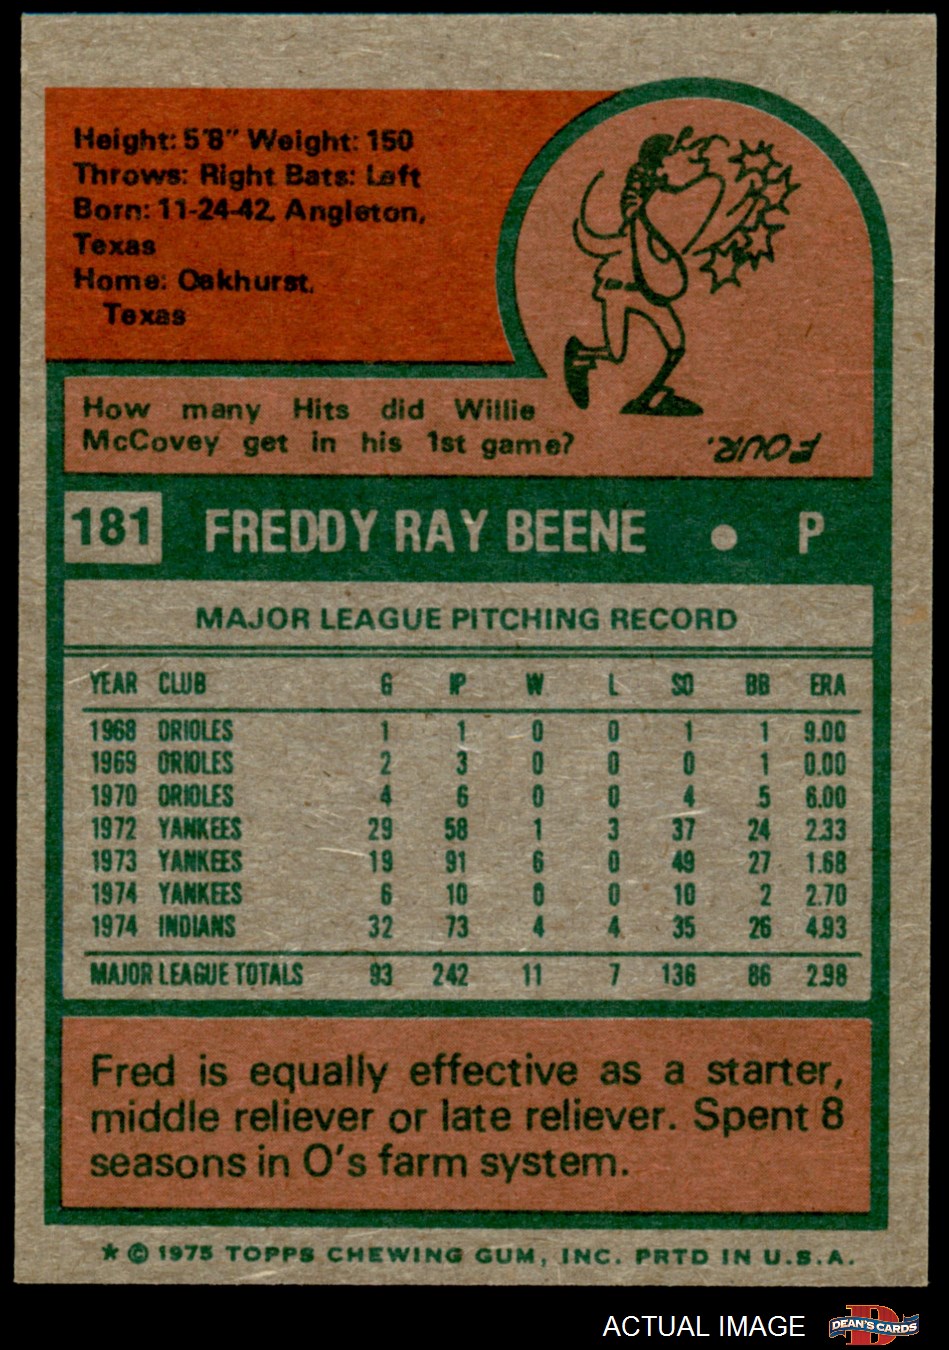 Height: 5'8" Weight: 150
Throws: Right Bats: Left
Born: 11-24-42, Angleton,
Texas
Home: Oakhurst,
Texas
How many Hits did Willie
McCovey get in his 1st game?
FOUR.
181 FREDDY RAY BEENE • P
MAJOR LEAGUE PITCHING RECORD
YEAR CLUB G IP W L SO BB ERA
1968 ORIOLES 1 1 0 0 1 1 9.00
1969 ORIOLES 2 3 0 0 0 1 0.00
1970 ORIOLES 4 6 0 0 4 5 6.00
1972 YANKEES 29 58 1 3 37 24 2.33
1973 YANKEES 19 91 6 0 49 27 1.68
1974 YANKEES 6 10 0 0 10 2 2.70
1974 INDIANS 32 73 4 4 35 26 4.93
MAJOR LEAGUE TOTALS 93 242 11 7 136 86 2.98
Fred is equally effective as a starter,
middle reliever or late reliever. Spent 8
seasons in O's farm system.
★ © 1975 TOPPS CHEWING GUM, INC. PRTD IN U.S.A.
ACTUAL IMAGE
DEAN'S CARDS